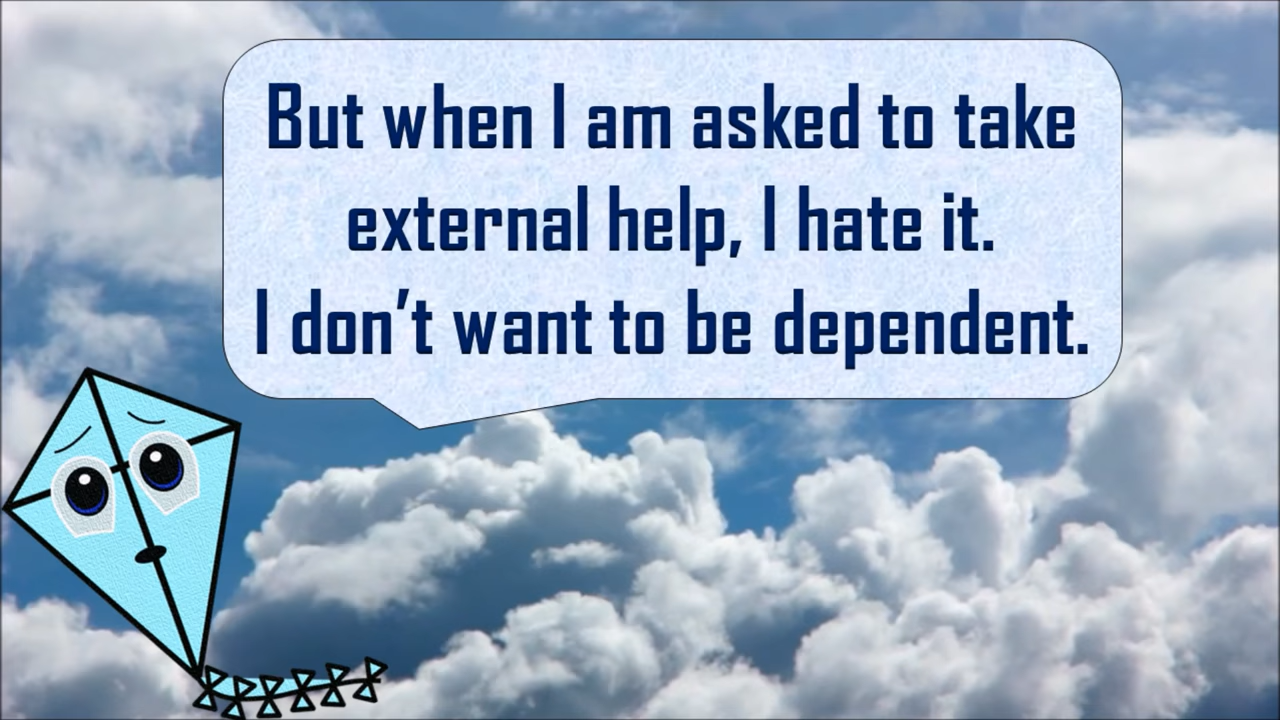 But when I am asked to take
external help, I hate it.
I don’t want to be dependent.